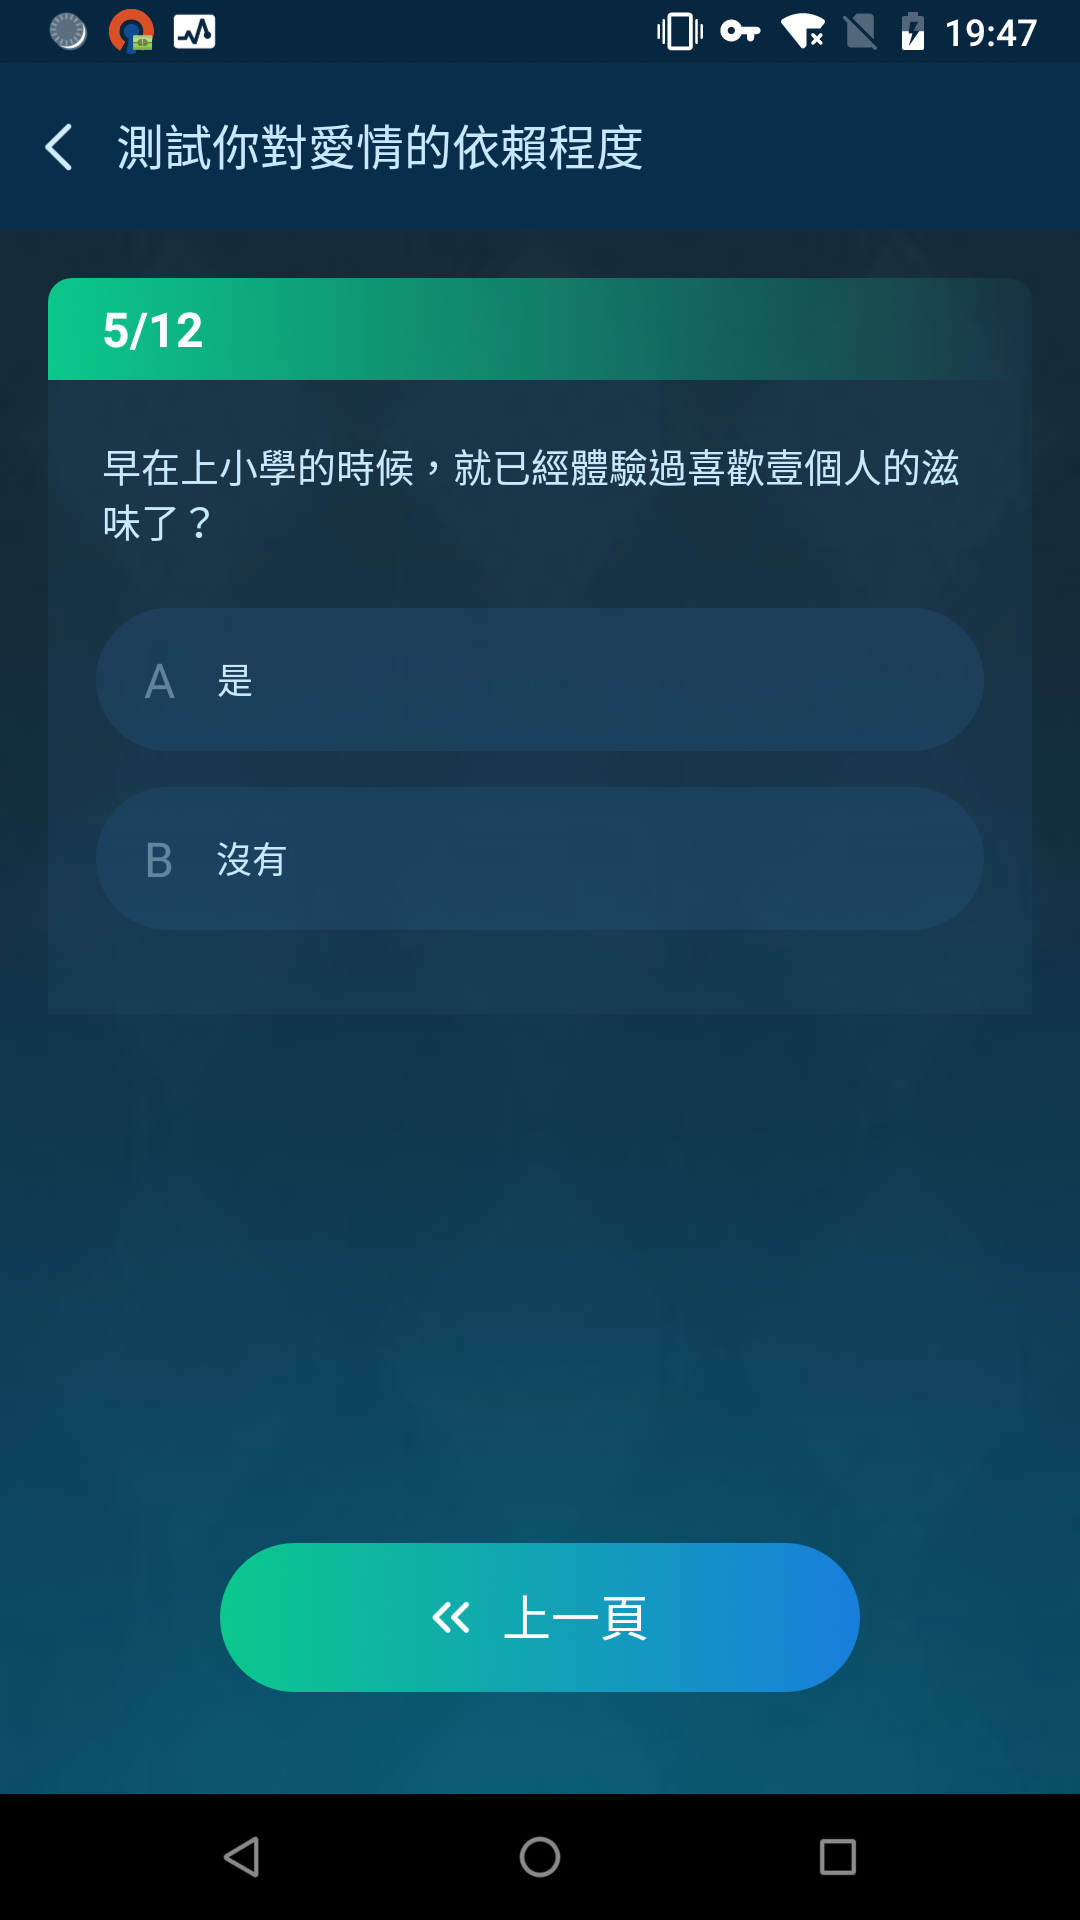 19:47
測試你對愛情的依賴程度
5/12
早在上小學的時候，就已經體驗過喜歡壹個人的滋
味了？
A 是
B 沒有
上一頁